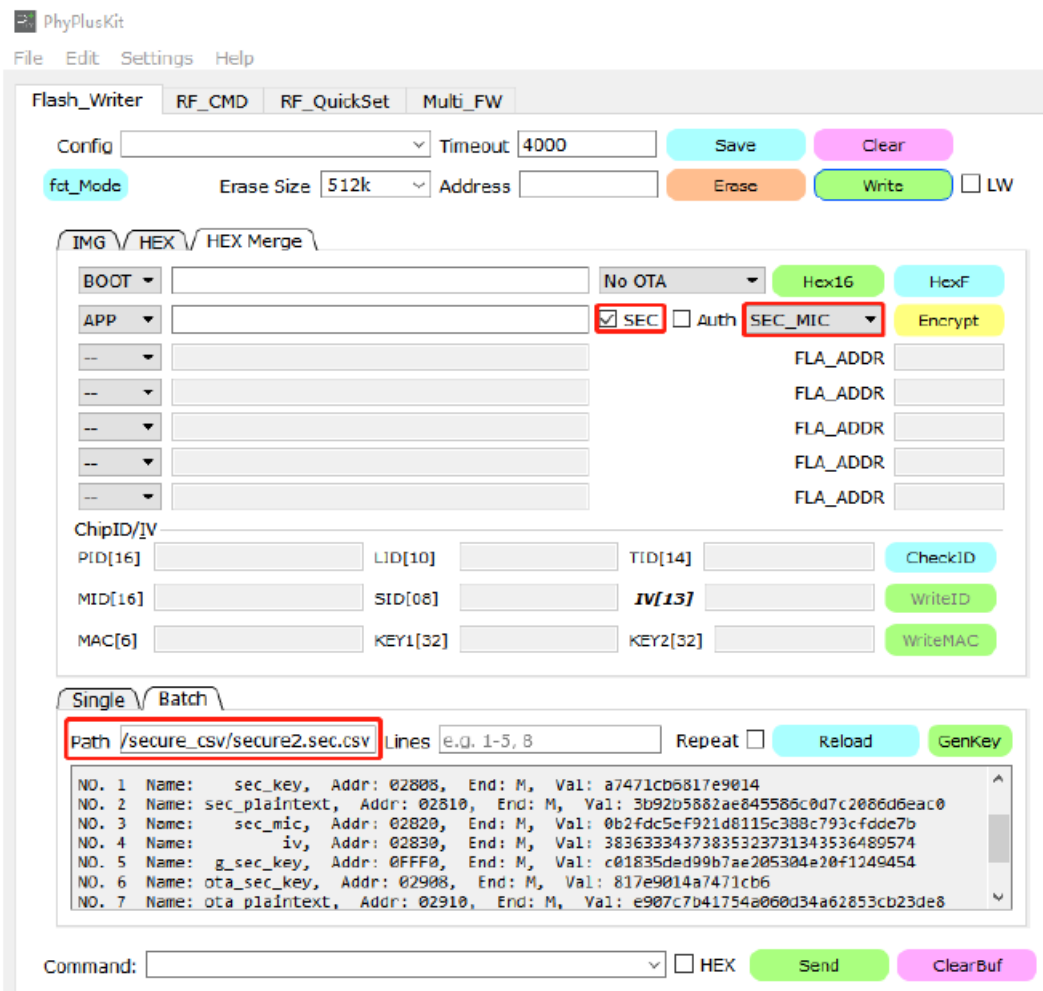 PhyPlusKit
File Edit Settings Help
Flash_Writer RF_CMD RF_QuickSet Multi_FW
Config Timeout 4000 Save Clear
fct_Mode Erase Size 512k Address Erase Write LW
IMG HEX HEX Merge
BOOT No OTA Hex16 HexF
APP SEC Auth SEC_MIC Encrypt
-- FLA_ADDR
-- FLA_ADDR
-- FLA_ADDR
-- FLA_ADDR
-- FLA_ADDR
ChipID/IV
PID[16] LID[10] TID[14] CheckID
MID[16] SID[08] IV[13] WriteID
MAC[6] KEY1[32] KEY2[32] WriteMAC
Single Batch
Path /secure_csv/secure2.sec.csv Lines e.g. 1-5, 8 Repeat Reload GenKey
NO. 1 Name: sec_key, Addr: 02808, End: M, Val: a7471cb6817e9014
NO. 2 Name: sec_plaintext, Addr: 02810, End: M, Val: 3b92b5882ae845586c0d7c2086d6eac0
NO. 3 Name: sec_mic, Addr: 02820, End: M, Val: 0b2fdc5ef921d8115c388c793cfdde7b
NO. 4 Name: iv, Addr: 02830, End: M, Val: 38363334373835323731343536489574
NO. 5 Name: g_sec_key, Addr: 0FFF0, End: M, Val: c01835ded99b7ae205304e20f1249454
NO. 6 Name: ota_sec_key, Addr: 02908, End: M, Val: 817e9014a7471cb6
NO. 7 Name: ota_plaintext, Addr: 02910, End: M, Val: e907c7b41754a060d34a62853cb23de8
Command: HEX Send ClearBuf